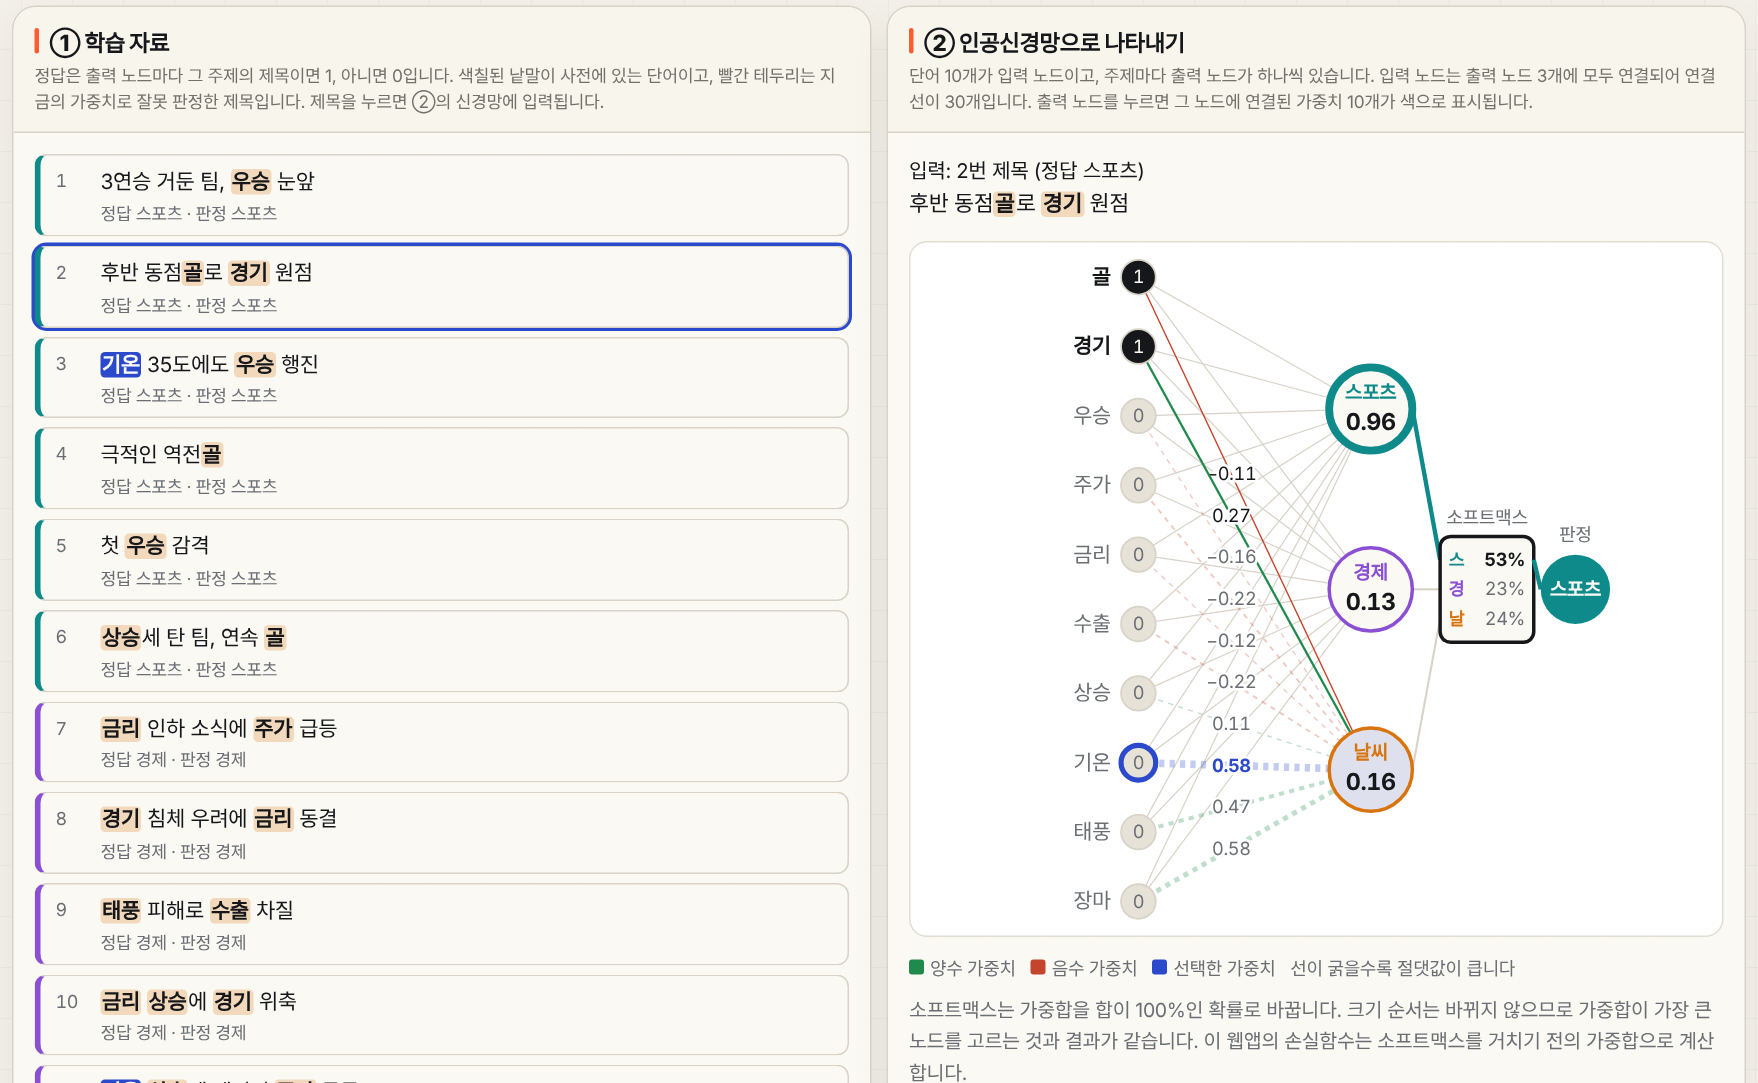 ① 학습 자료
정답은 출력 노드마다 그 주제의 제목이면 1, 아니면 0입니다. 색칠된 낱말이 사전에 있는 단어이고, 빨간 테두리는 지
금의 가중치로 잘못 판정한 제목입니다. 제목을 누르면 ②의 신경망에 입력됩니다.
1 3연승 거둔 팀, 우승 눈앞
정답 스포츠 · 판정 스포츠
2 후반 동점골로 경기 원점
정답 스포츠 · 판정 스포츠
3 기온 35도에도 우승 행진
정답 스포츠 · 판정 스포츠
4 극적인 역전골
정답 스포츠 · 판정 스포츠
5 첫 우승 감격
정답 스포츠 · 판정 스포츠
6 상승세 탄 팀, 연속 골
정답 스포츠 · 판정 스포츠
7 금리 인하 소식에 주가 급등
정답 경제 · 판정 경제
8 경기 침체 우려에 금리 동결
정답 경제 · 판정 경제
9 태풍 피해로 수출 차질
정답 경제 · 판정 경제
10 금리 상승에 경기 위축
정답 경제 · 판정 경제
② 인공신경망으로 나타내기
단어 10개가 입력 노드이고, 주제마다 출력 노드가 하나씩 있습니다. 입력 노드는 출력 노드 3개에 모두 연결되어 연결
선이 30개입니다. 출력 노드를 누르면 그 노드에 연결된 가중치 10개가 색으로 표시됩니다.
입력: 2번 제목 (정답 스포츠)
후반 동점골로 경기 원점
골 1
경기 1
우승 0
주가 0
금리 0
수출 0
상승 0
기온 0
태풍 0
장마 0
−0.11
0.27
−0.16
−0.22
−0.12
−0.22
0.11
0.58
0.47
0.58
스포츠
0.96
경제
0.13
날씨
0.16
소프트맥스
스 53%
경 23%
날 24%
판정
스포츠
양수 가중치 음수 가중치 선택한 가중치 선이 굵을수록 절댓값이 큽니다
소프트맥스는 가중합을 합이 100%인 확률로 바꿉니다. 크기 순서는 바뀌지 않으므로 가중합이 가장 큰
노드를 고르는 것과 결과가 같습니다. 이 웹앱의 손실함수는 소프트맥스를 거치기 전의 가중합으로 계산
합니다.